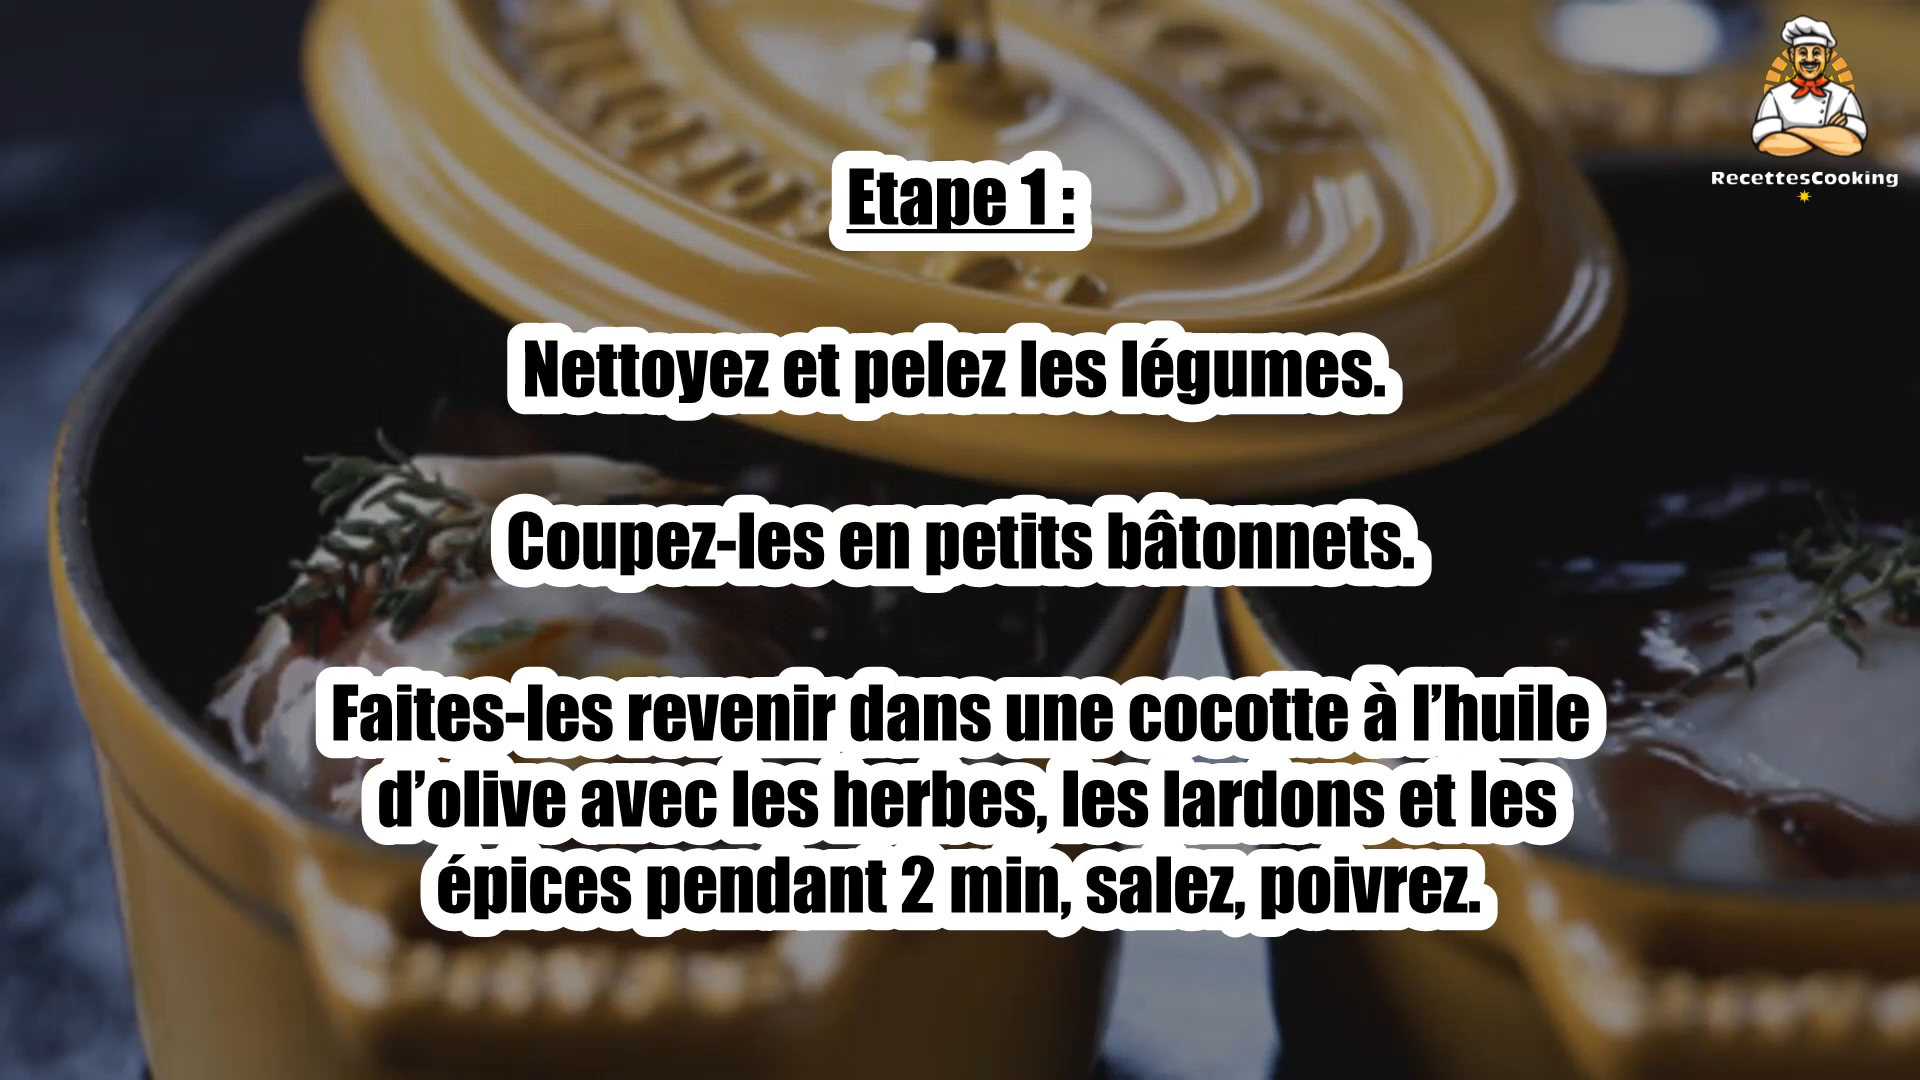 RecettesCooking
Etape 1 :
Nettoyez et pelez les légumes.
Coupez-les en petits bâtonnets.
Faites-les revenir dans une cocotte à l’huile
d’olive avec les herbes, les lardons et les
épices pendant 2 min, salez, poivrez.